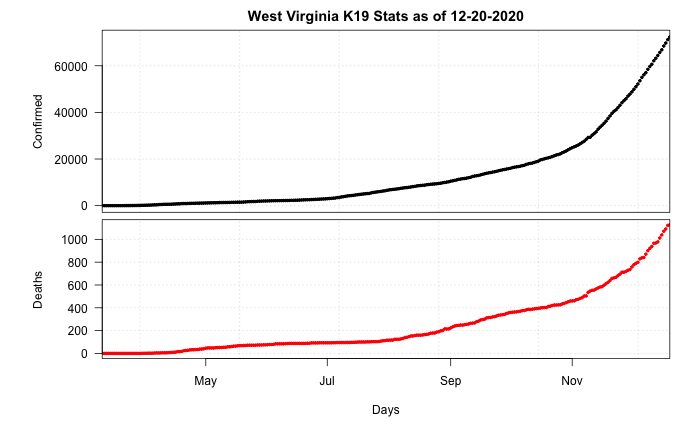 West Virginia K19 Stats as of 12-20-2020
Confirmed
60000
40000
20000
0
Deaths
1000
800
600
400
200
0
May Jul Sep Nov
Days